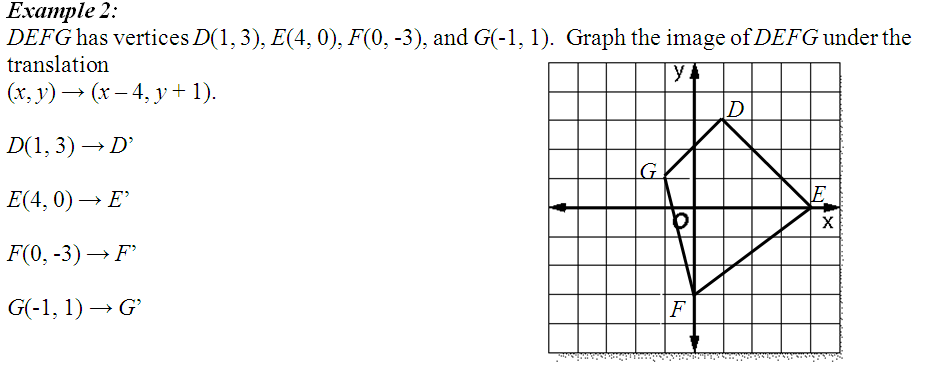 Example 2:
DEFG has vertices D(1, 3), E(4, 0), F(0, -3), and G(-1, 1).  Graph the image of DEFG under the
translation
(x, y) → (x – 4, y + 1).
D(1, 3) → D’
E(4, 0) → E’
F(0, -3) → F’
G(-1, 1) → G’
y
D
G
E
O
x
F